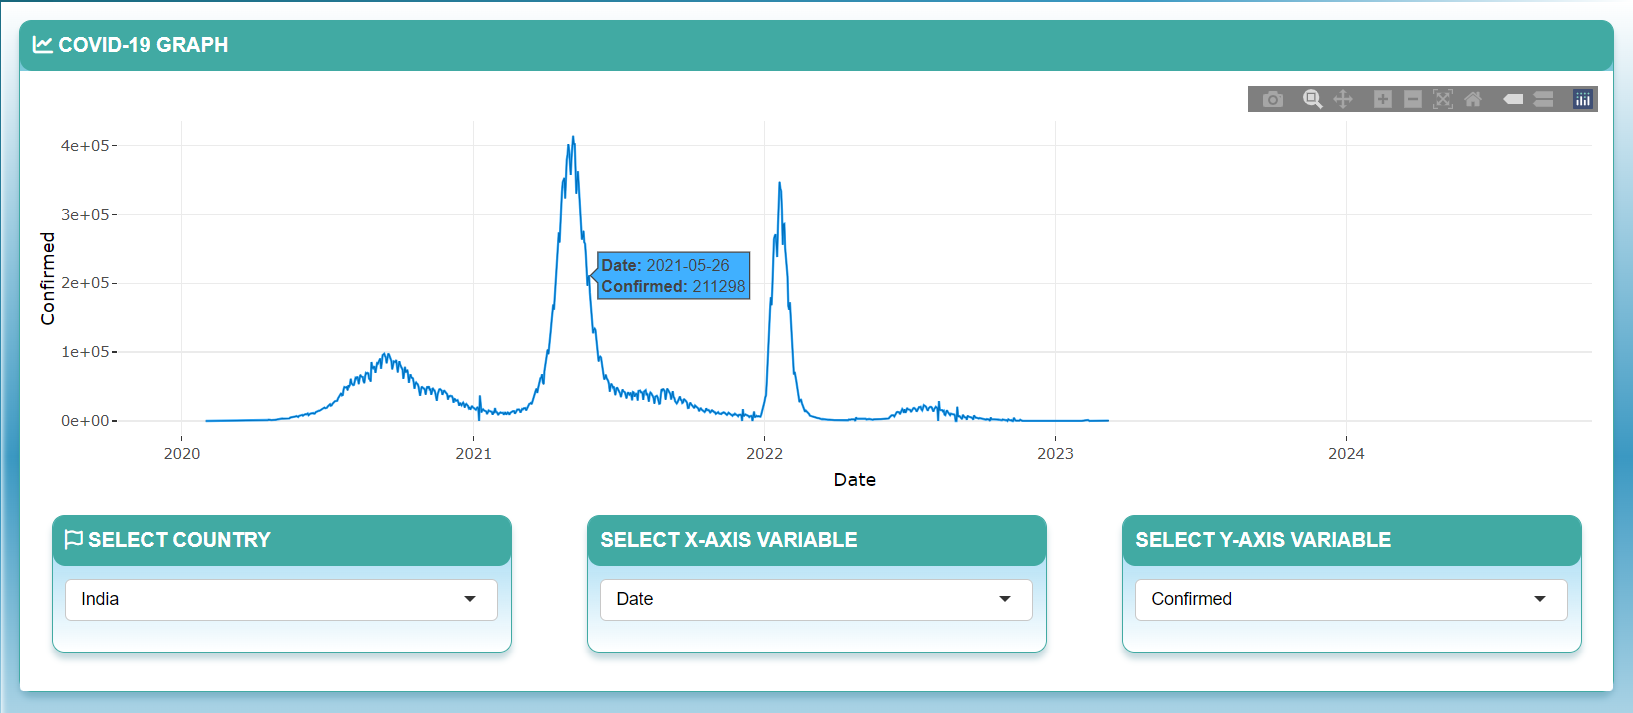 COVID-19 GRAPH
4e+05
3e+05
2e+05
1e+05
0e+00
Confirmed
Date: 2021-05-26
Confirmed: 211298
2020 2021 2022 2023 2024
Date
SELECT COUNTRY
India
SELECT X-AXIS VARIABLE
Date
SELECT Y-AXIS VARIABLE
Confirmed